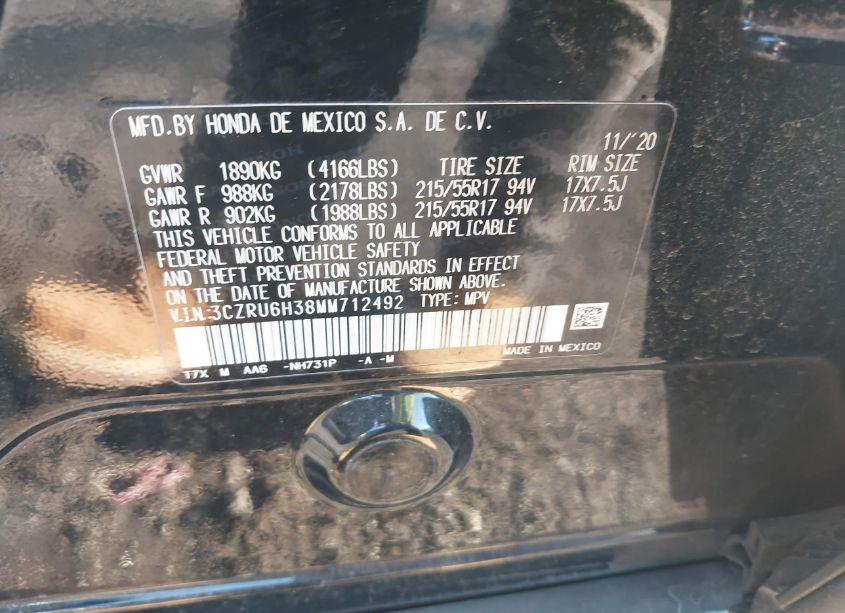 MFD.BY HONDA DE MEXICO S.A. DE C.V.
11/'20
GVWR 1890KG (4166LBS) TIRE SIZE RIM SIZE
GAWR F 988KG (2178LBS) 215/55R17 94V 17X7.5J
GAWR R 902KG (1988LBS) 215/55R17 94V 17X7.5J
THIS VEHICLE CONFORMS TO ALL APPLICABLE
FEDERAL MOTOR VEHICLE SAFETY
AND THEFT PREVENTION STANDARDS IN EFFECT
ON THE DATE OF MANUFACTURE SHOWN ABOVE.
V.I.N:3CZRU6H38MM712492 TYPE: MPV
T7X M AA6 -NH731P -A -M MADE IN MEXICO